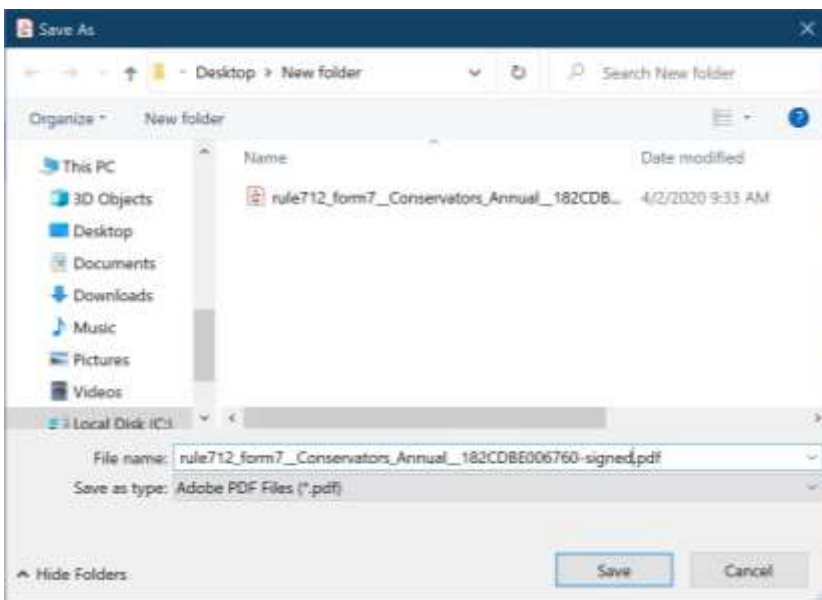 Save As
Desktop > New folder
Search New folder
Organize
New folder
Name
Date modified
This PC
3D Objects
Desktop
Documents
Downloads
Music
Pictures
Videos
Local Disk (C:)
rule712_form7__Conservators_Annual__182CDB... 4/2/2020 9:33 AM
File name: rule712_form7__Conservators_Annual__182CDBE006760-signed.pdf
Save as type: Adobe PDF Files (*.pdf)
Hide Folders
Save
Cancel